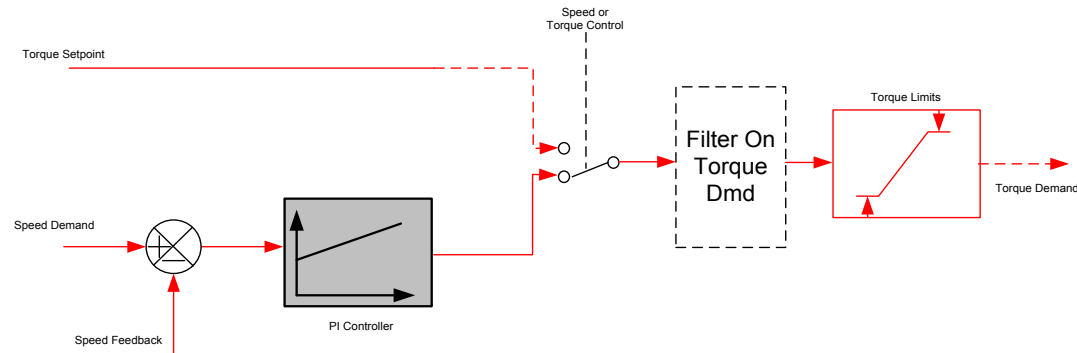 Speed or
Torque Control
Torque Setpoint
Torque Limits
Filter On
Torque
Dmd
Torque Demand
Speed Demand
PI Controller
Speed Feedback